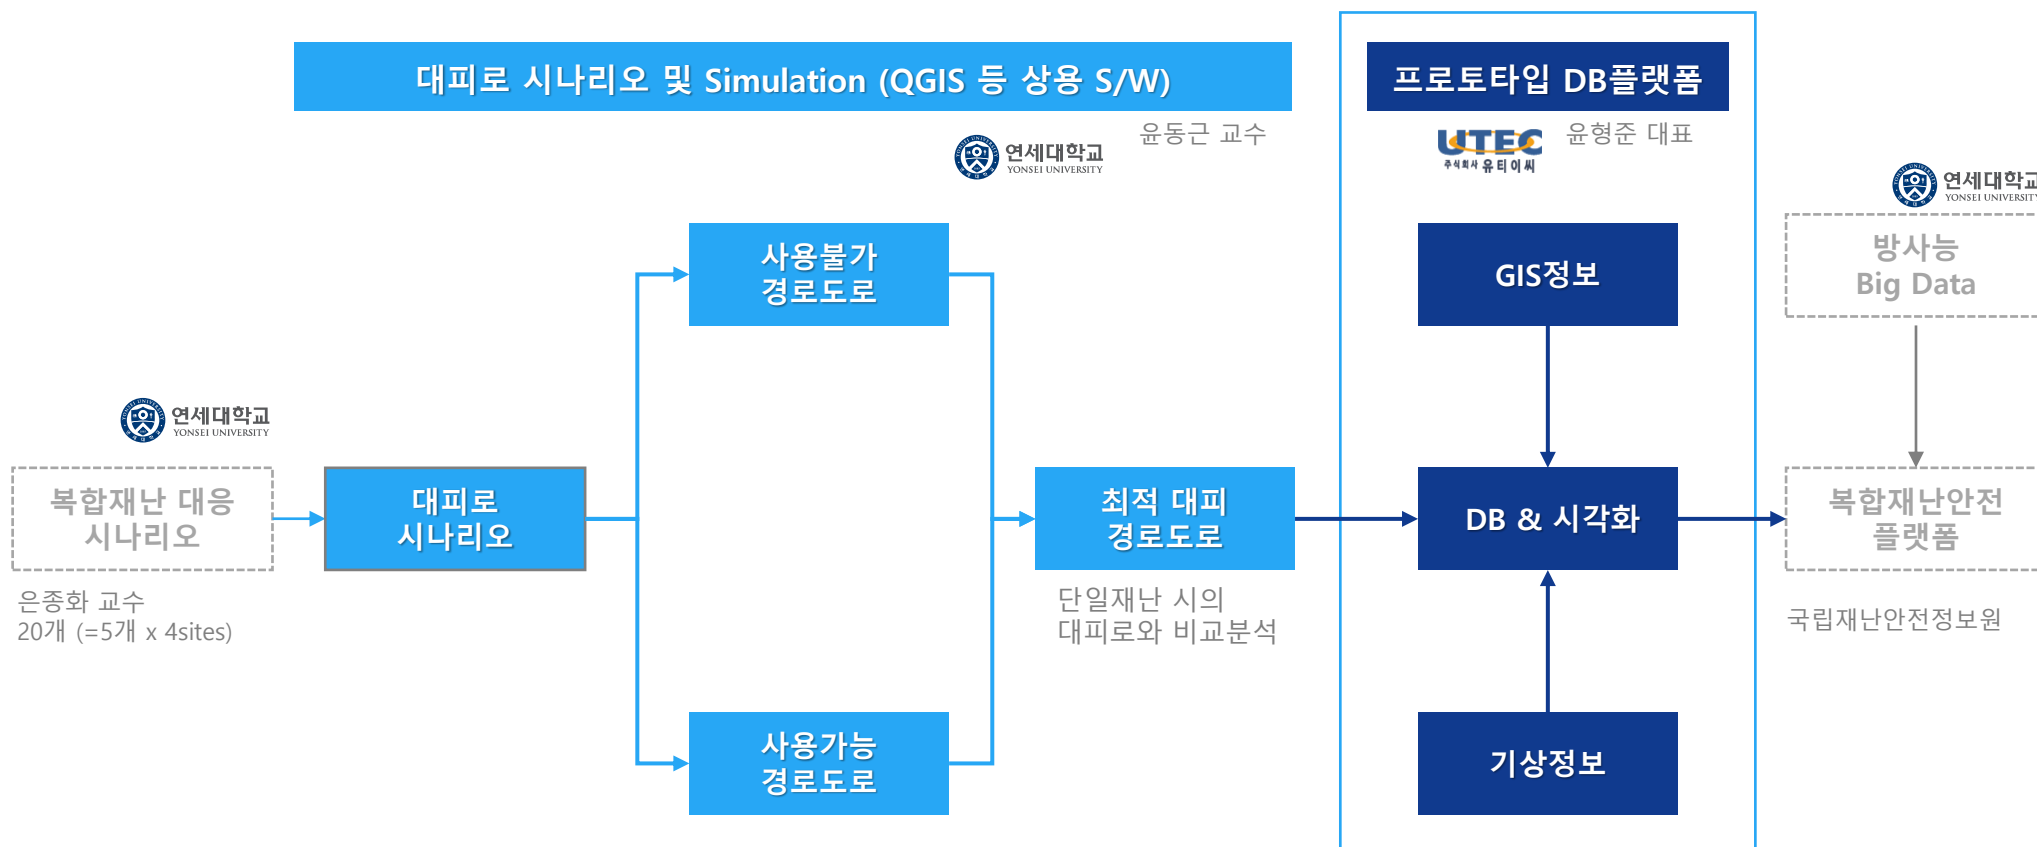 대피로 시나리오 및 Simulation (QGIS 등 상용 S/W)
프로토타입 DB플랫폼
윤동근 교수
연세대학교
YONSEI UNIVERSITY
UTEC
주식회사 유티이씨
윤형준 대표
연세대학교
YONSEI UNIVERSITY
방사능
Big Data
사용불가
경로도로
GIS정보
연세대학교
YONSEI UNIVERSITY
복합재난 대응
시나리오
대피로
시나리오
최적 대피
경로도로
DB & 시각화
복합재난안전
플랫폼
은종화 교수
20개 (=5개 x 4sites)
단일재난 시의
대피로와 비교분석
국립재난안전정보원
사용가능
경로도로
기상정보